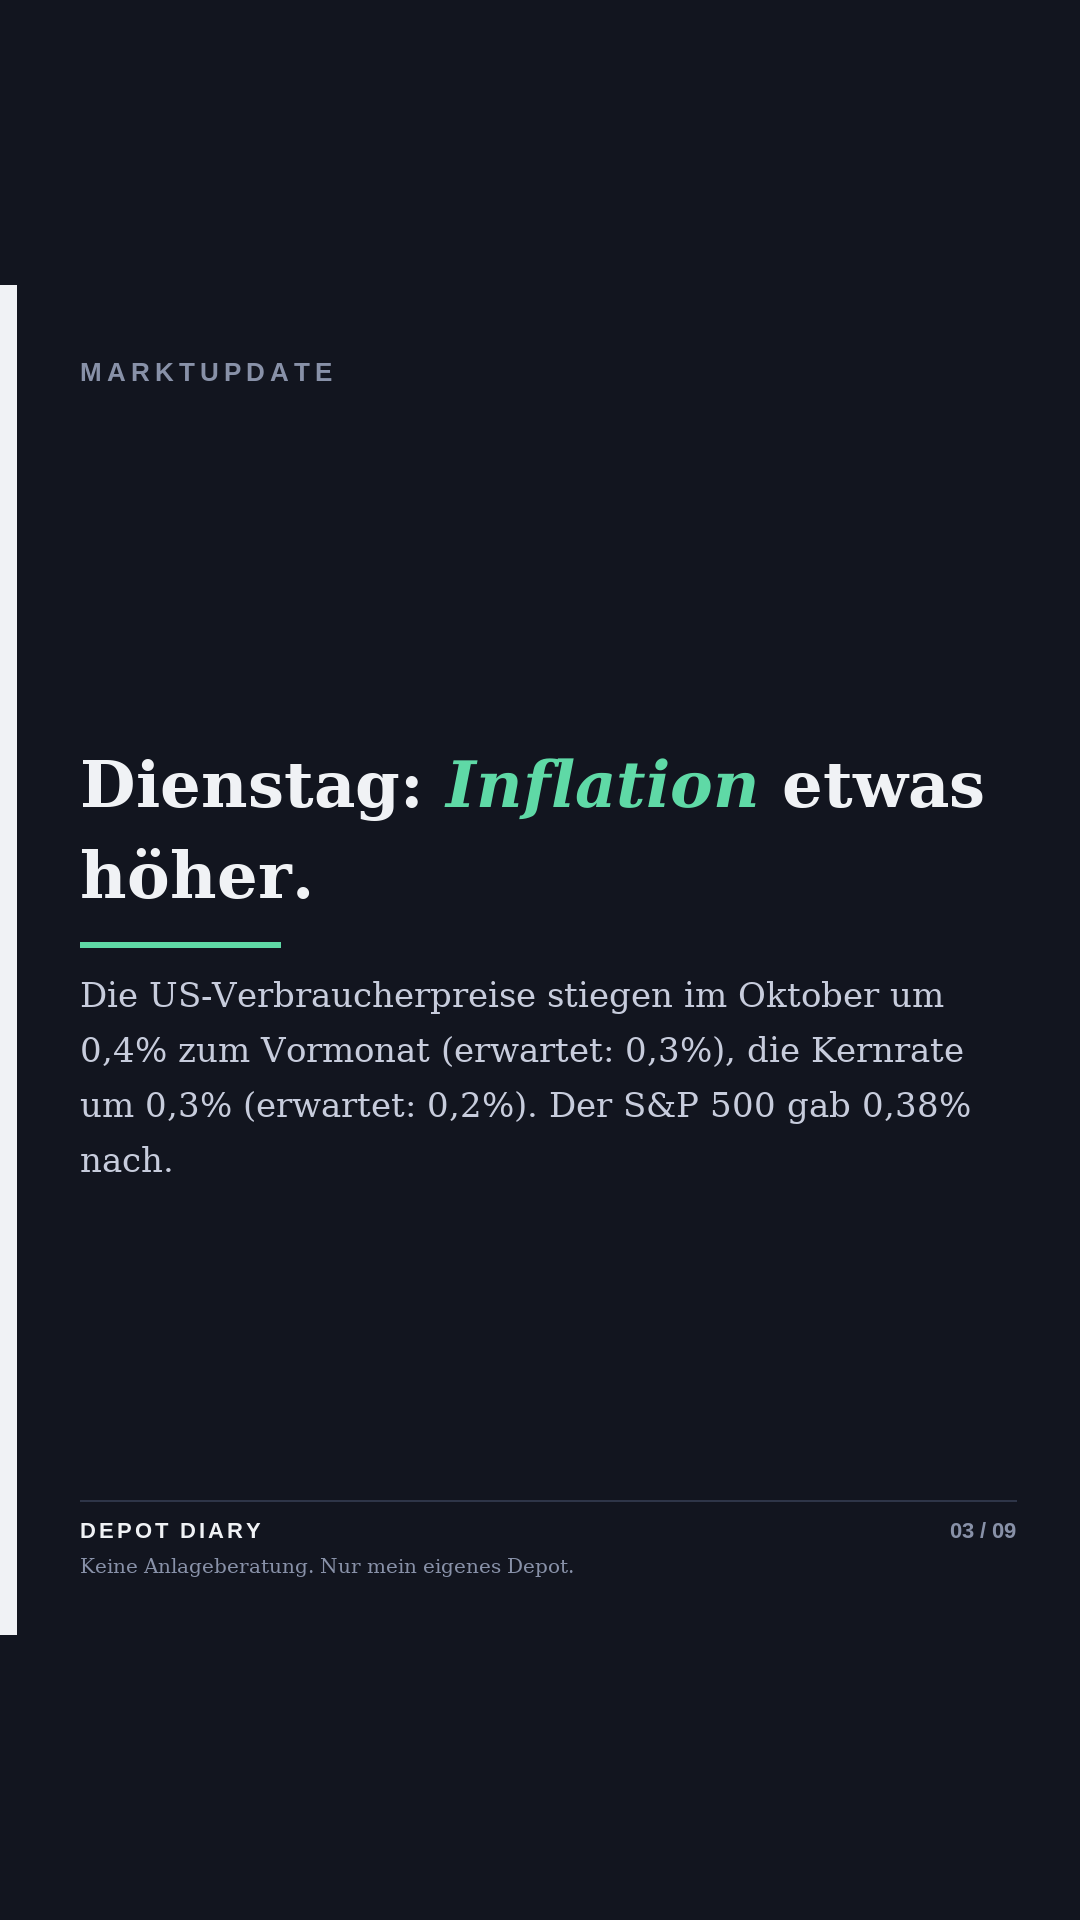 MARKTUPDATE
Dienstag: Inflation etwas
höher.
Die US-Verbraucherpreise stiegen im Oktober um
0,4% zum Vormonat (erwartet: 0,3%), die Kernrate
um 0,3% (erwartet: 0,2%). Der S&P 500 gab 0,38%
nach.
DEPOT DIARY
03 / 09
Keine Anlageberatung. Nur mein eigenes Depot.